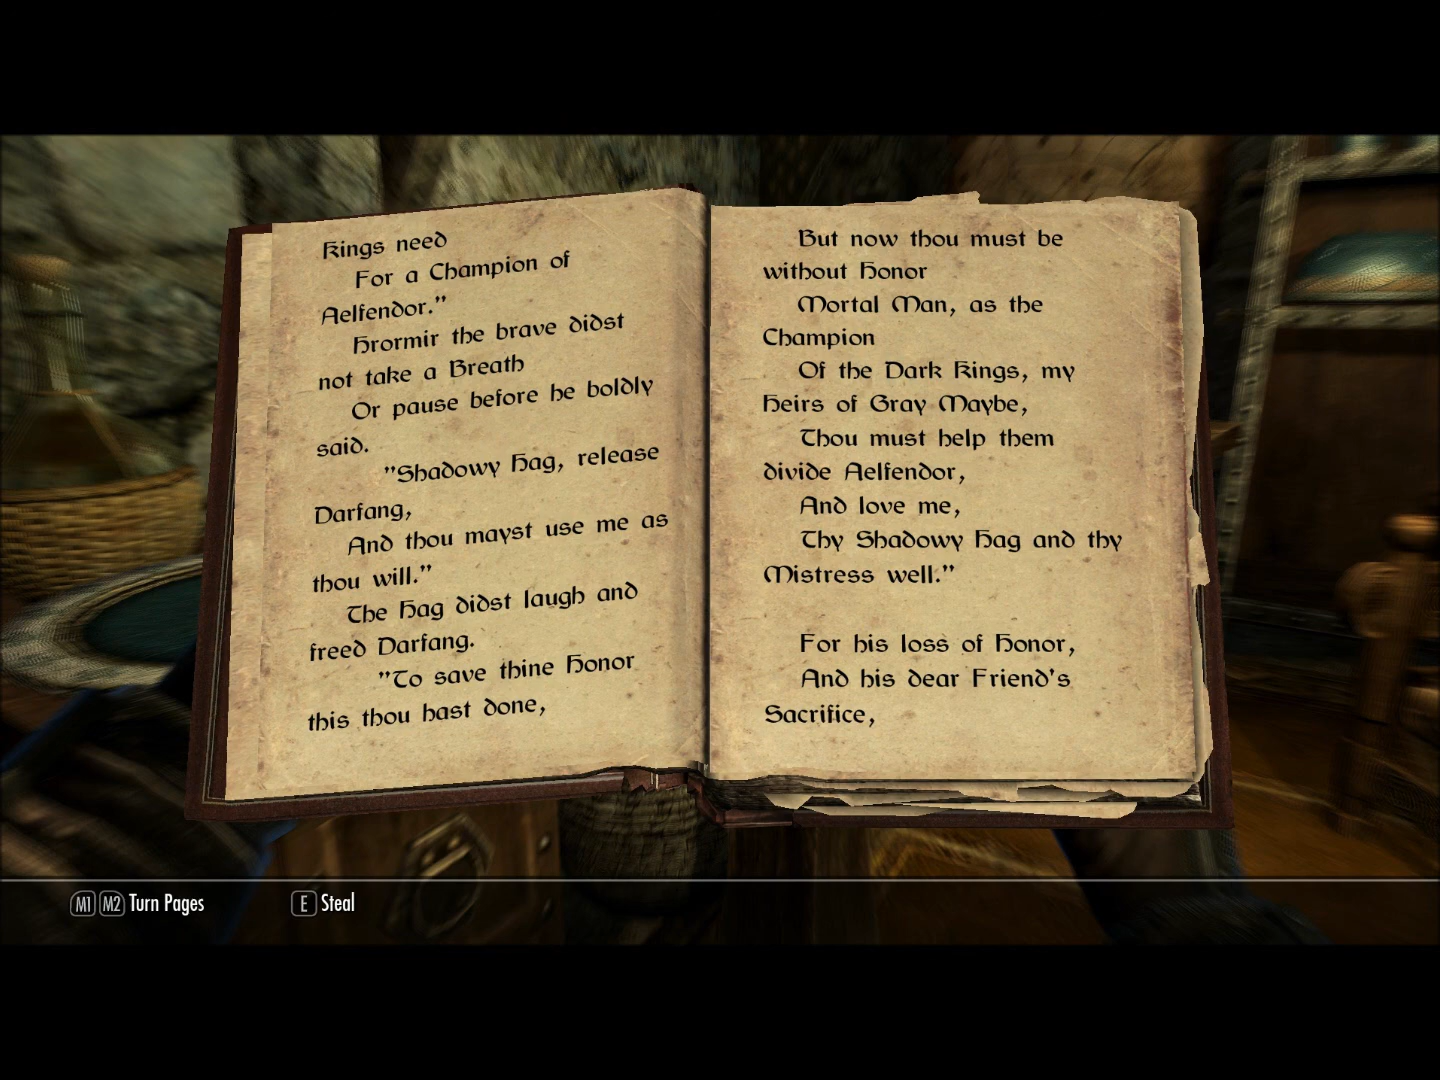 Kings need
For a Champion of
Aelfendor."
Hrormir the brave didst
not take a Breath
Or pause before he boldly
said.
"Shadowy Hag, release
Darfang,
And thou mayst use me as
thou will."
The Hag didst laugh and
freed Darfang.
"To save thine Honor
this thou hast done,
But now thou must be
without Honor
Mortal Man, as the
Champion
Of the Dark Kings, my
Heirs of Gray Maybe,
Thou must help them
divide Aelfendor,
And love me,
Thy Shadowy Hag and thy
Mistress well."
For his loss of Honor,
And his dear Friend's
Sacrifice,
M1 M2 Turn Pages
E Steal